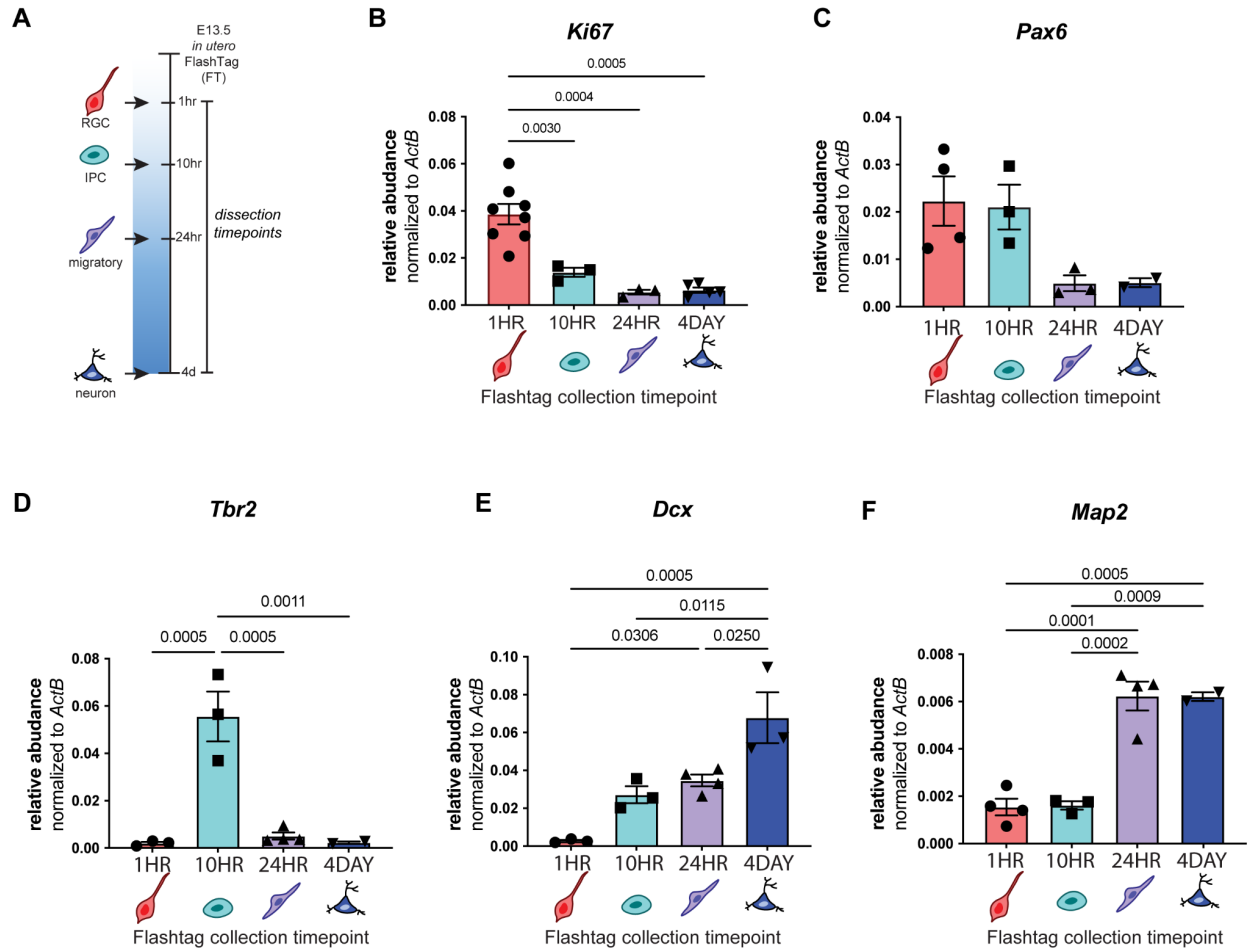 A
E13.5
in utero
FlashTag
(FT)
1hr
RGC
10hr
IPC
dissection
timepoints
24hr
migratory
4d
neuron
B
Ki67
0.0005
0.0004
0.0030
relative abudance
normalized to ActB
0.08
0.06
0.04
0.02
0.00
1HR 10HR 24HR 4DAY
Flashtag collection timepoint
C
Pax6
relative abudance
normalized to ActB
0.04
0.03
0.02
0.01
0.00
1HR 10HR 24HR 4DAY
Flashtag collection timepoint
D
Tbr2
0.0011
0.0005 0.0005
relative abudance
normalized to ActB
0.08
0.06
0.04
0.02
0.00
1HR 10HR 24HR 4DAY
Flashtag collection timepoint
E
Dcx
0.0005
0.0115
0.0306 0.0250
relative abudance
normalized to ActB
0.10
0.08
0.06
0.04
0.02
0.00
1HR 10HR 24HR 4DAY
Flashtag collection timepoint
F
Map2
0.0005
0.0009
0.0001
0.0002
relative abudance
normalized to ActB
0.008
0.006
0.004
0.002
0.000
1HR 10HR 24HR 4DAY
Flashtag collection timepoint